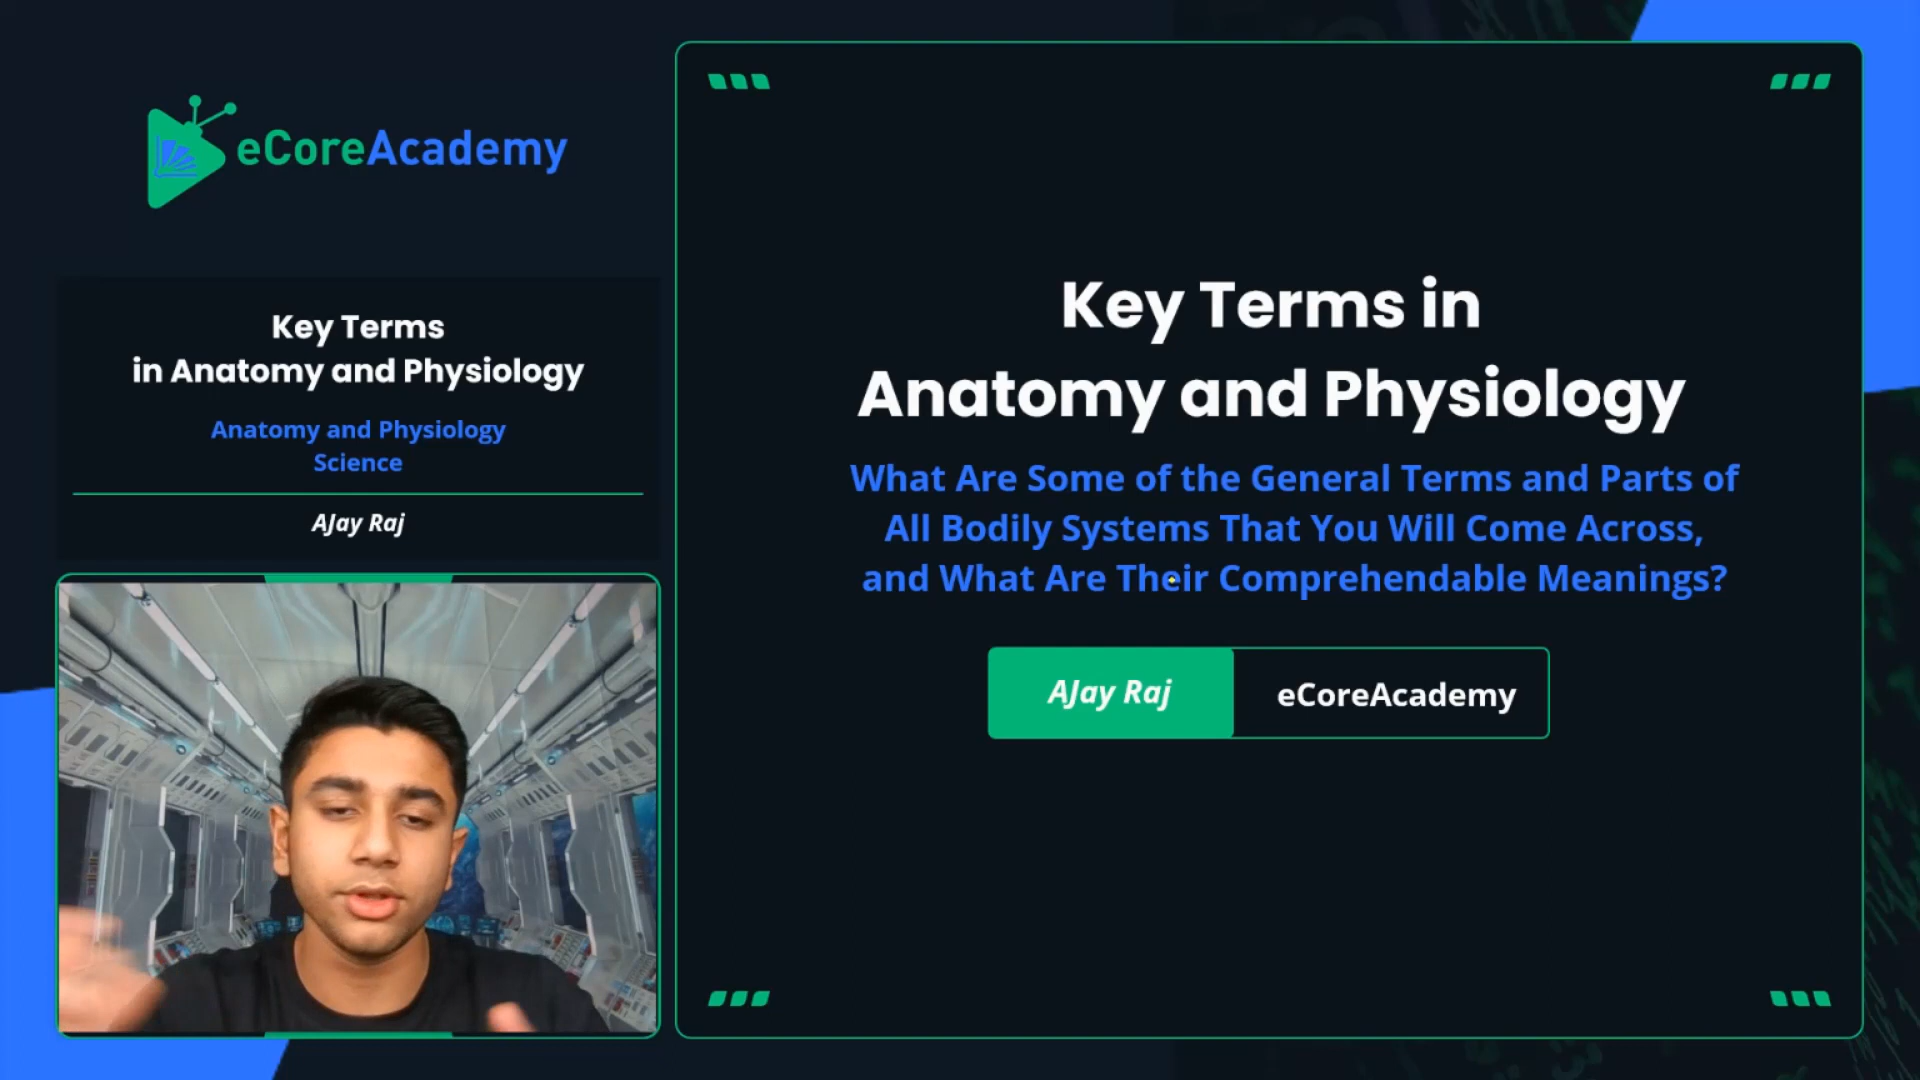 eCoreAcademy
Key Terms
in Anatomy and Physiology
Anatomy and Physiology
Science
AJay Raj
Key Terms in
Anatomy and Physiology
What Are Some of the General Terms and Parts of
All Bodily Systems That You Will Come Across,
and What Are Their Comprehendable Meanings?
AJay Raj
eCoreAcademy